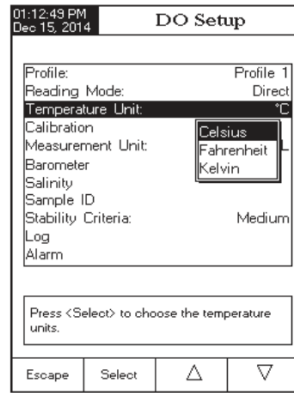 01:12:49 PM
Dec 15, 2014
DO Setup
Profile: Profile 1
Reading Mode: Direct
Temperature Unit: °C
Calibration
Measurement Unit: L
Barometer
Salinity
Sample ID
Stability Criteria: Medium
Log
Alarm
Celsius
Fahrenheit
Kelvin
Press <Select> to choose the temperature
units.
Escape Select △ ▽